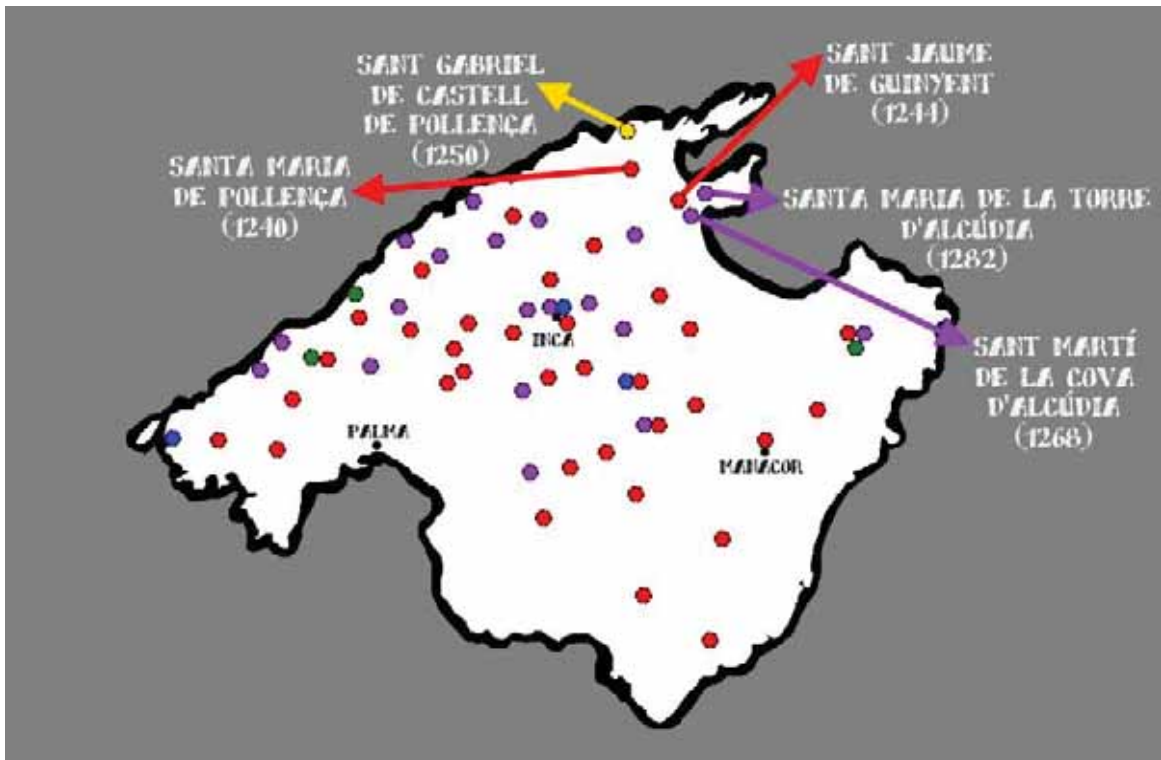 SANT GABRIEL
DE CASTELL
DE POLLENÇA
(1250)
SANT JAUME
DE GUINYENT
(1244)
SANTA MARIA
DE POLLENÇA
(1240)
SANTA MARIA DE LA TORRE
D'ALCÚDIA
(1282)
SANT MARTÍ
DE LA COVA
D'ALCÚDIA
(1268)
INCA
PALMA
MANACOR